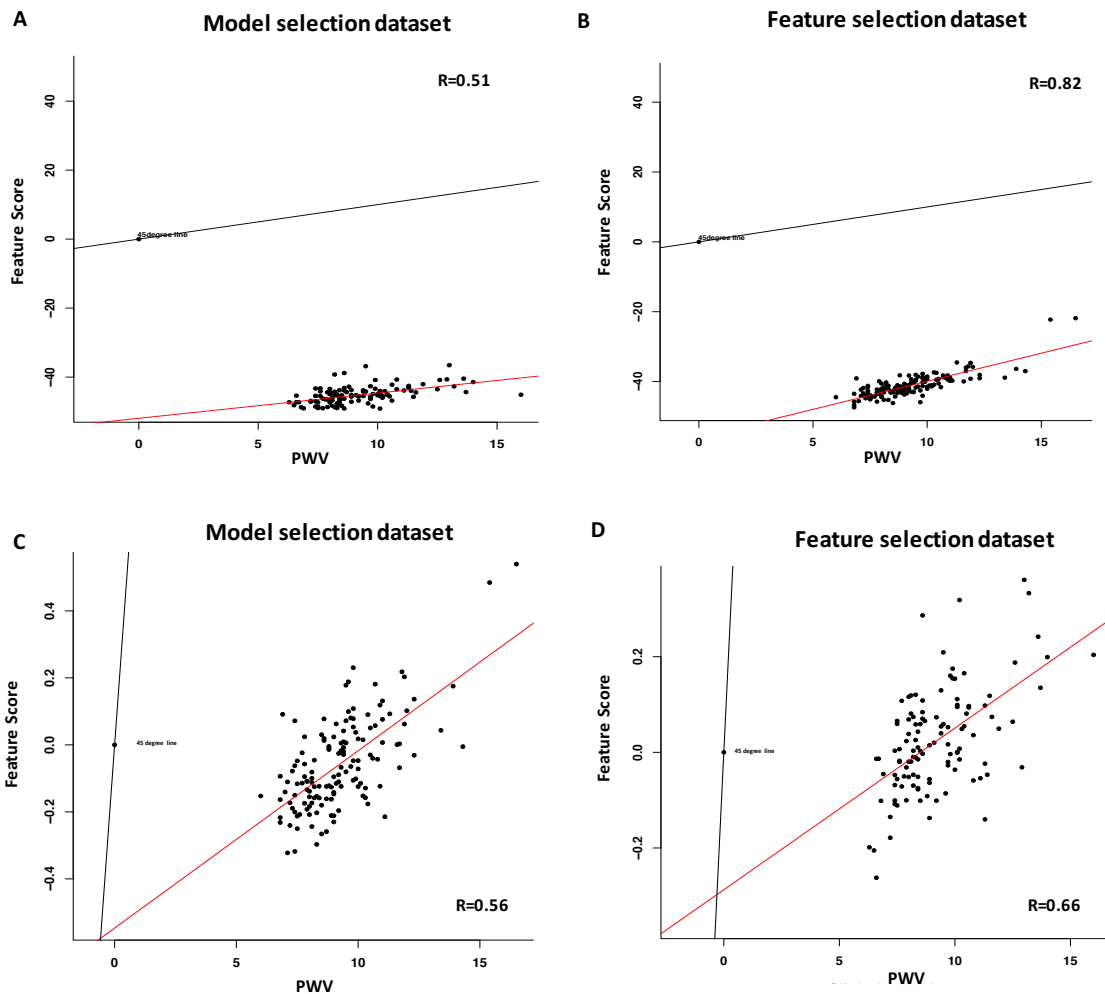 A
Model selection dataset
R=0.51
Feature Score
40
20
0
−20
−40
45degree line
0
5
10
15
PWV
B
Feature selection dataset
R=0.82
Feature Score
40
20
0
−20
−40
45degree line
0
5
10
15
PWV
C
Model selection dataset
Feature Score
0.4
0.2
0.0
−0.2
−0.4
45 degree line
R=0.56
0
5
10
15
PWV
D
Feature selection dataset
Feature Score
0.2
0.0
−0.2
45 degree line
R=0.66
0
5
10
15
PWV